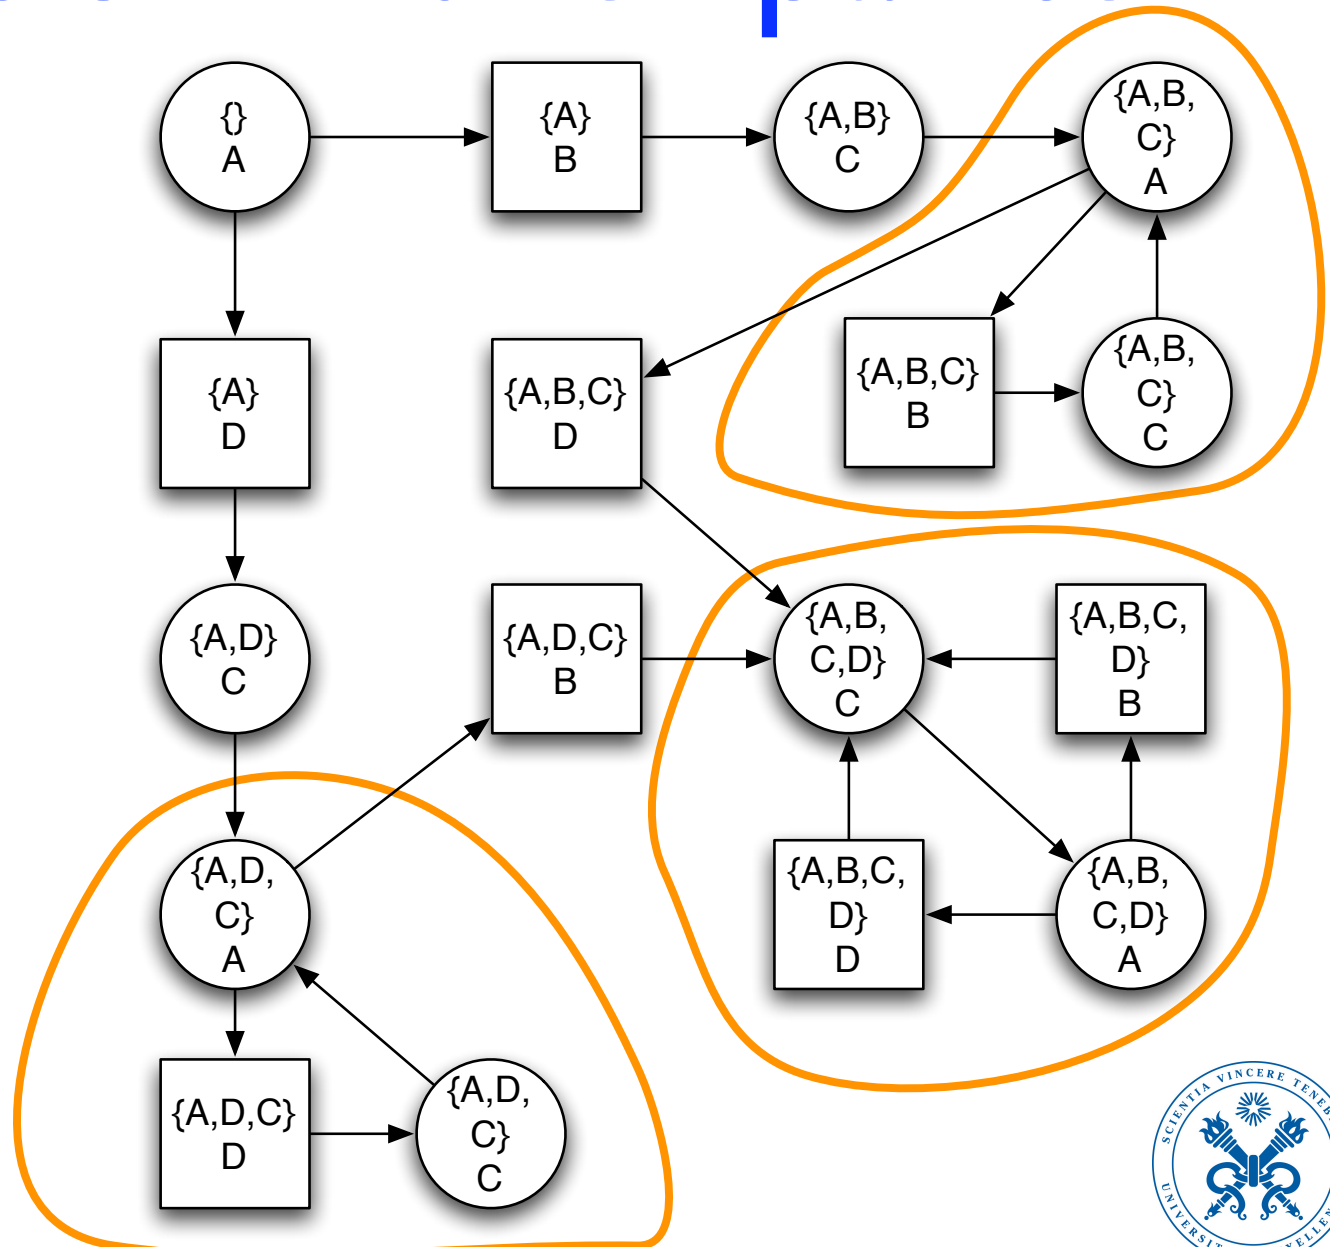 {}
A
{A}
B
{A,B}
C
{A,B,
C}
A
{A}
D
{A,B,C}
D
{A,B,C}
B
{A,B,
C}
C
{A,D}
C
{A,D,C}
B
{A,B,
C,D}
C
{A,B,C,
D}
B
{A,D,
C}
A
{A,B,C,
D}
D
{A,B,
C,D}
A
{A,D,C}
D
{A,D,
C}
C
SCIENTIA VINCERE